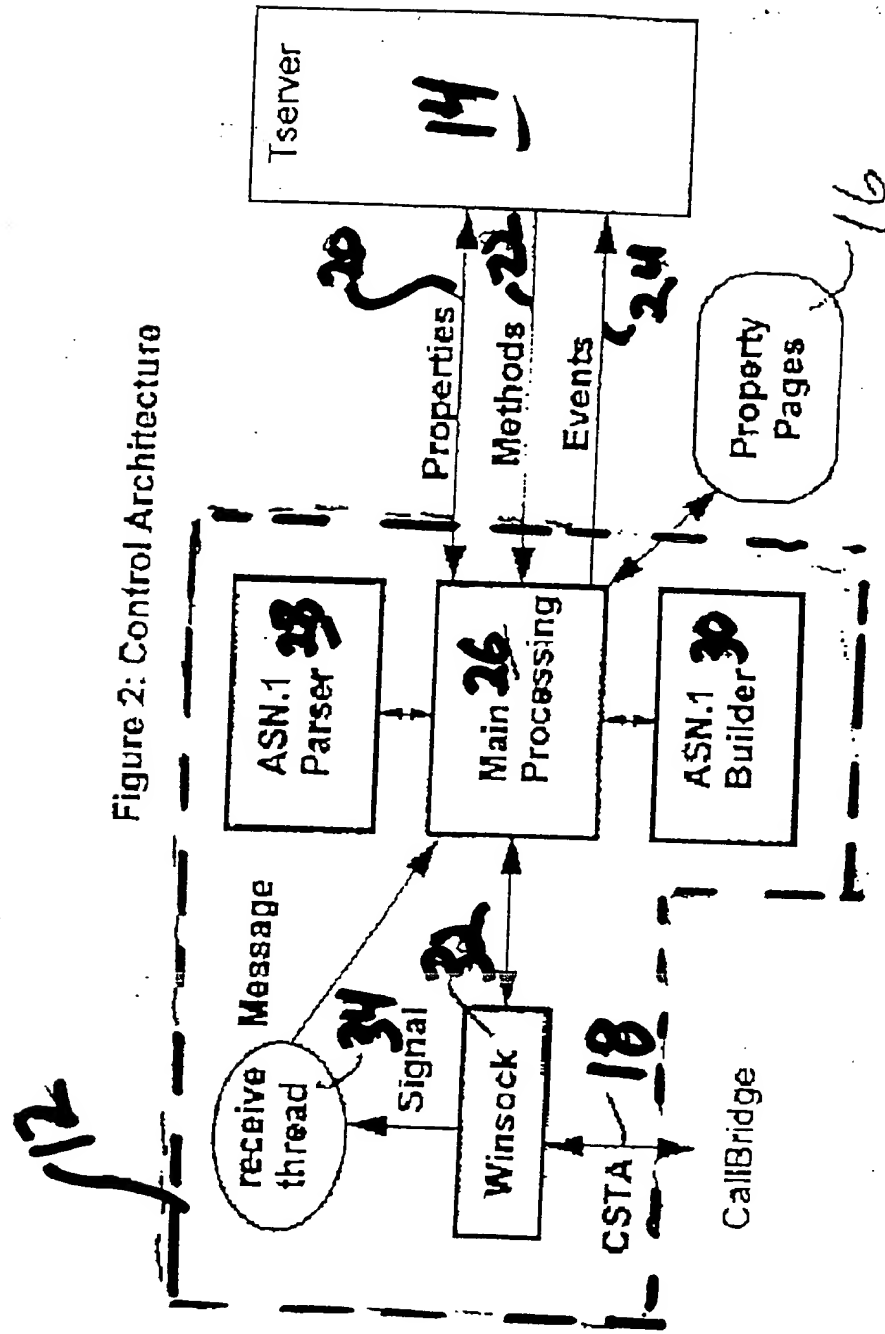 Figure 2: Control Architecture
12
receive
thread
34
Message
Signal
Winsock
32
CSTA
18
CallBridge
ASN.1
Parser
28
Main
Processing
26
ASN.1
Builder
30
Properties
20
Methods
22
Events
24
Tserver
14
Property
Pages
16